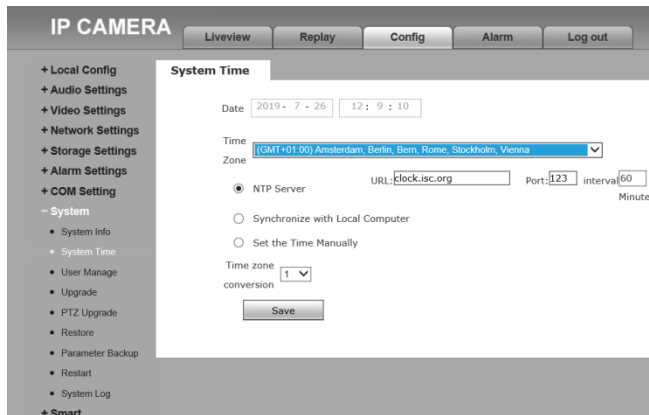 IP CAMERA
Liveview Replay Config Alarm Log out
+ Local Config
+ Audio Settings
+ Video Settings
+ Network Settings
+ Storage Settings
+ Alarm Settings
+ COM Setting
− System
• System Info
• System Time
• User Manage
• Upgrade
• PTZ Upgrade
• Restore
• Parameter Backup
• Restart
• System Log
+ Smart
System Time
Date 2019 - 7 - 26 12 : 9 : 10
Time
Zone (GMT+01:00) Amsterdam, Berlin, Bern, Rome, Stockholm, Vienna
NTP Server URL: clock.isc.org Port: 123 interval 60
Minute
Synchronize with Local Computer
Set the Time Manually
Time zone
conversion 1
Save